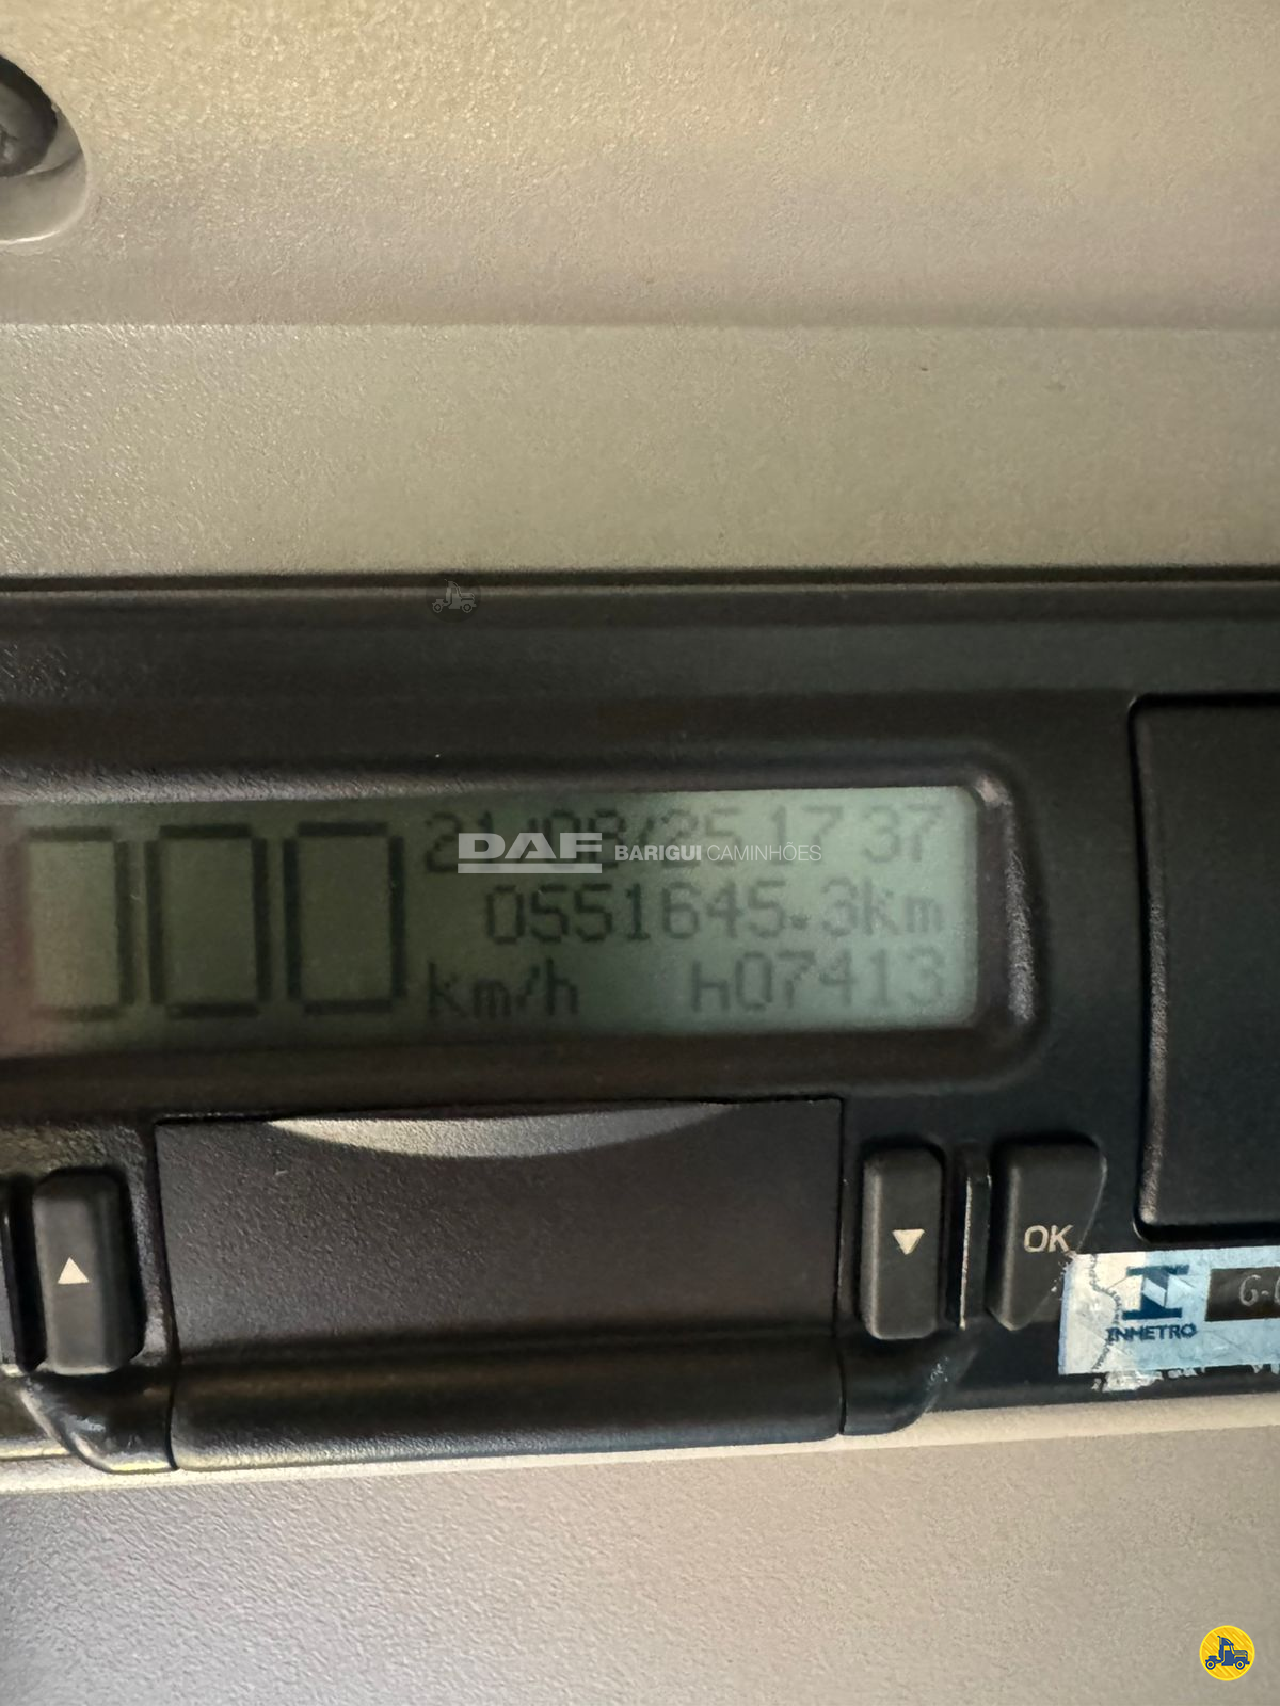 000
21/08/25 17 37
DAF BARIGUI CAMINHÕES
0551645.3Km
km/h h07413
OK
INMETRO